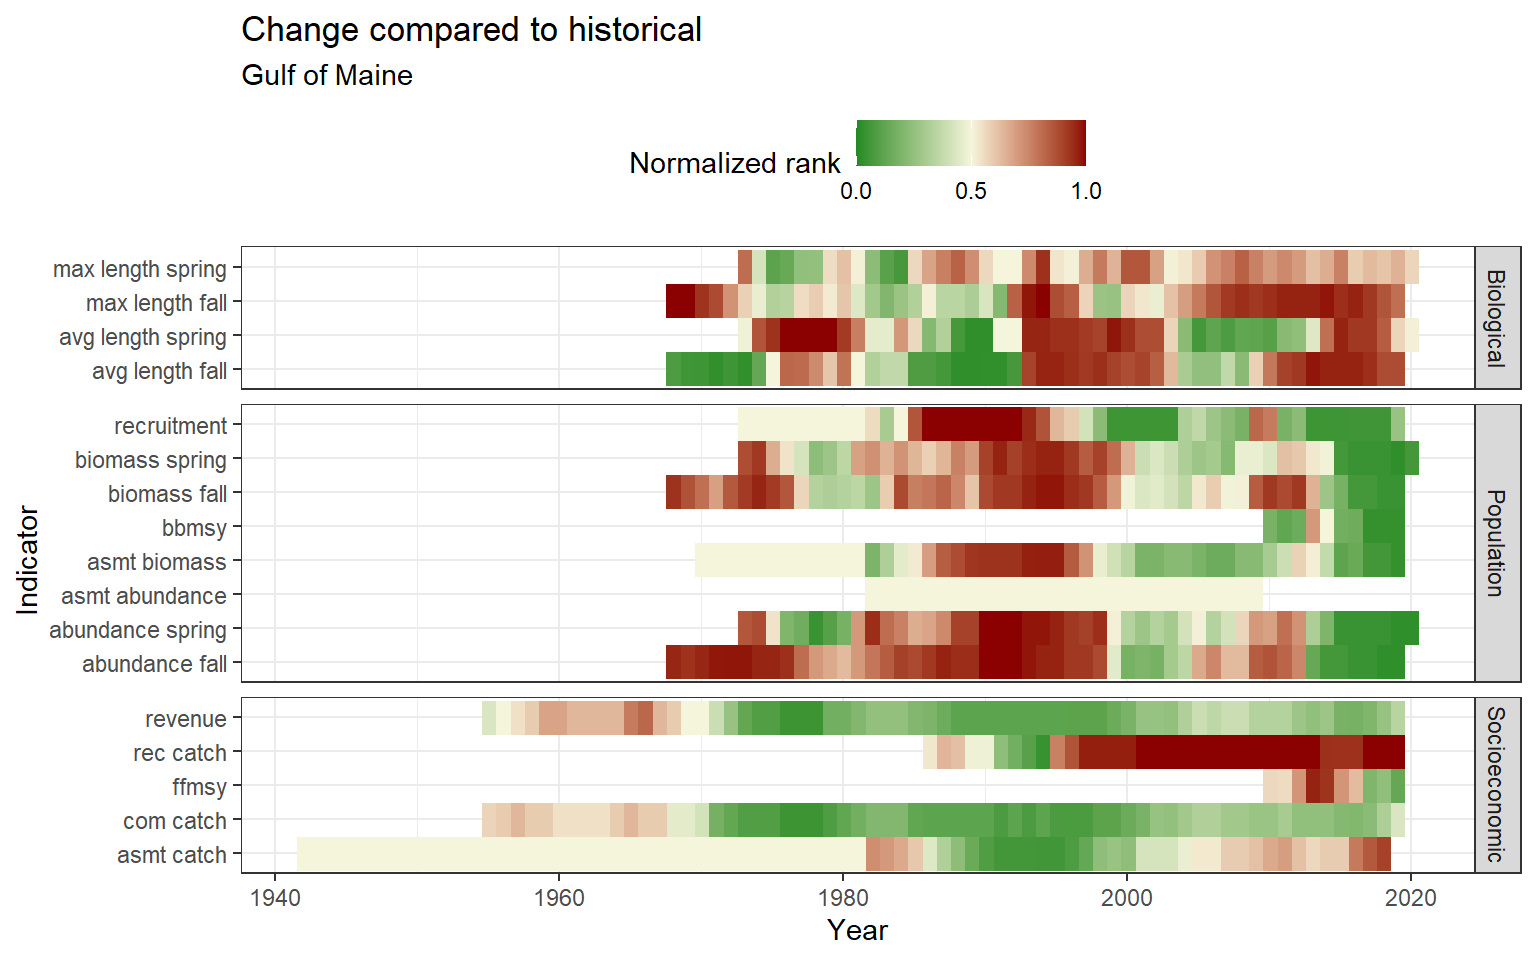 Change compared to historical
Gulf of Maine
Normalized rank
0.0 0.5 1.0
Indicator
max length spring
max length fall
avg length spring
avg length fall
Biological
recruitment
biomass spring
biomass fall
bbmsy
asmt biomass
asmt abundance
abundance spring
abundance fall
Population
revenue
rec catch
ffmsy
com catch
asmt catch
Socioeconomic
1940 1960 1980 2000 2020
Year